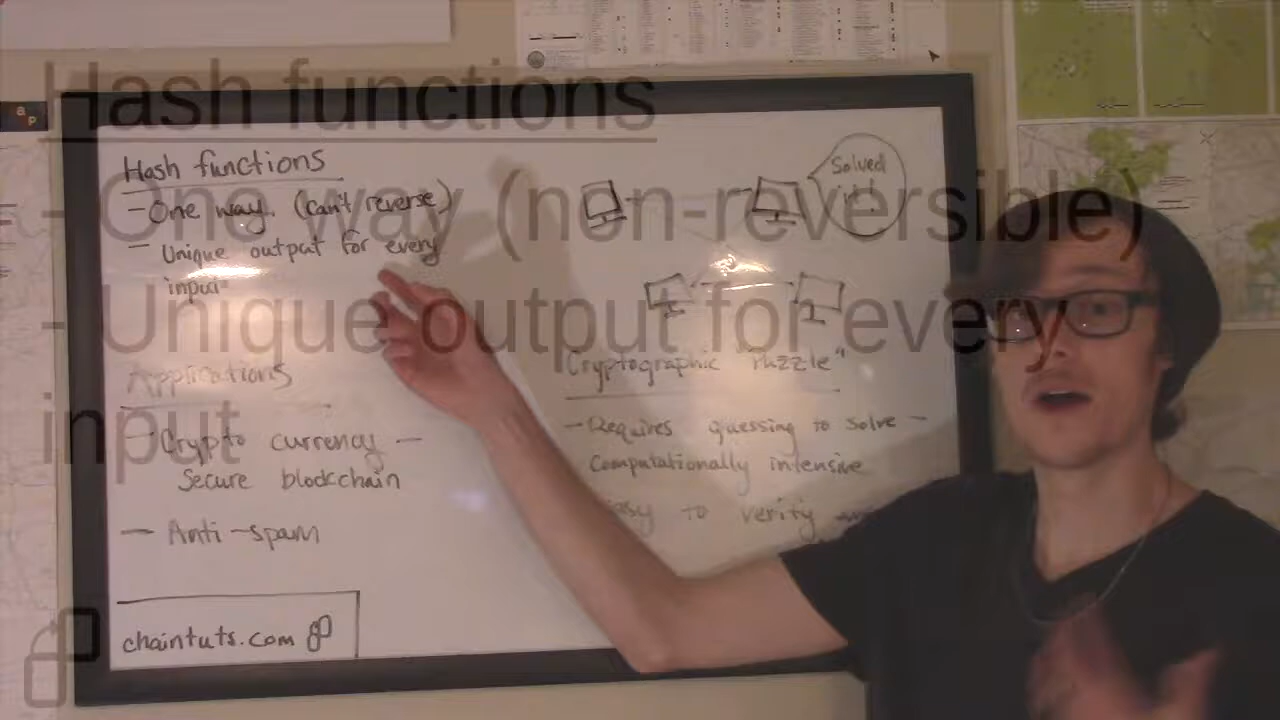 Hash functions
- One way (non-reversible)
- Unique output for every
input
Hash functions
- One way. (can't reverse)
- Unique output for every
input
Applications
- Crypto currency -
Secure blockchain
- Anti-spam
chaintuts.com
Solved
it!
Cryptographic "Puzzle"
- Requires guessing to solve -
computationally intensive
easy to verify